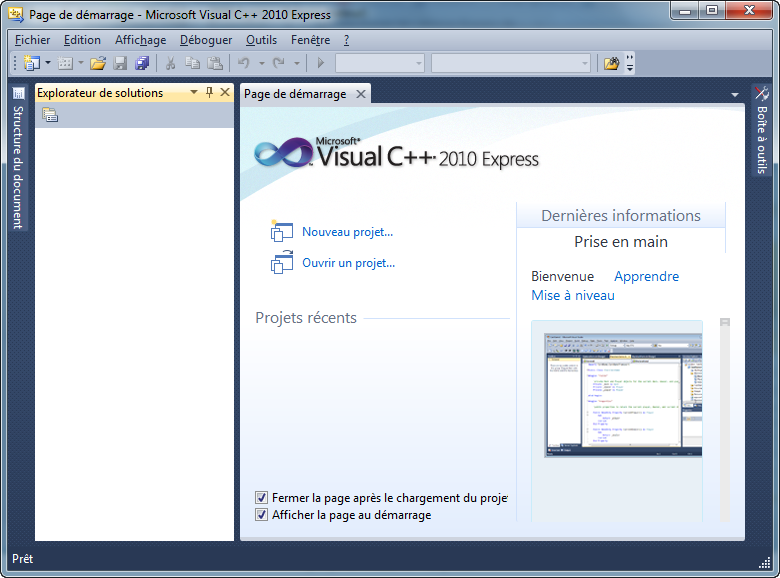 Page de démarrage - Microsoft Visual C++ 2010 Express
Fichier Edition Affichage Déboguer Outils Fenêtre ?
Structure du document
Explorateur de solutions
Page de démarrage
Boîte à outils
Microsoft®
Visual C++ 2010 Express
Nouveau projet...
Ouvrir un projet...
Projets récents
Dernières informations
Prise en main
Bienvenue Apprendre
Mise à niveau
Fermer la page après le chargement du proje
Afficher la page au démarrage
Prêt